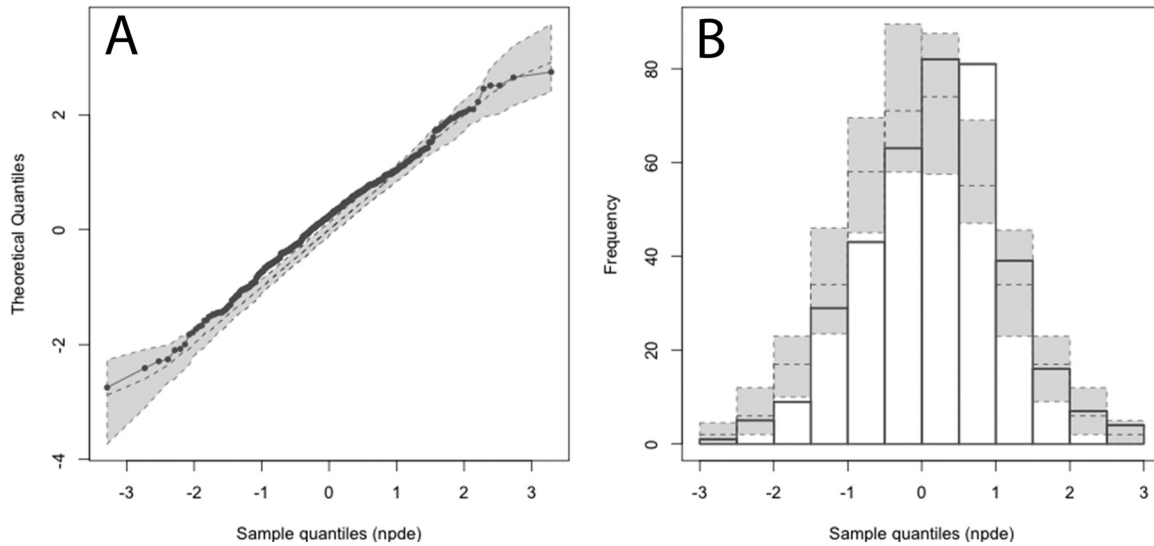 A
Theoretical Quantiles
2
0
-2
-4
-3 -2 -1 0 1 2 3
Sample quantiles (npde)
B
Frequency
80
60
40
20
0
-3 -2 -1 0 1 2 3
Sample quantiles (npde)